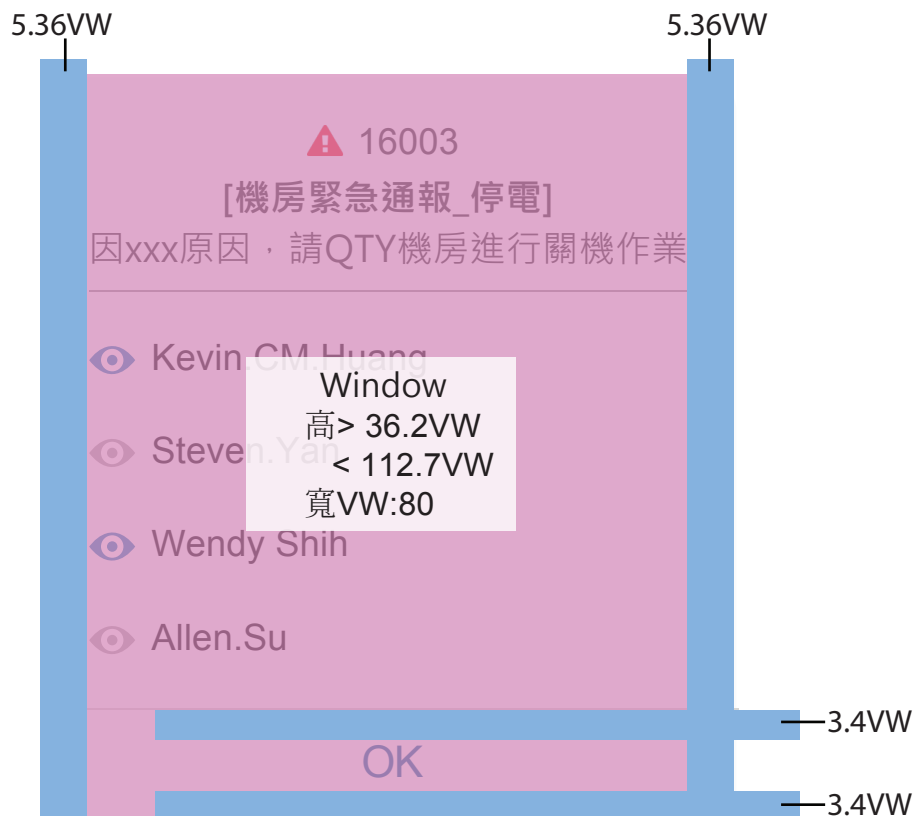 5.36VW
5.36VW
16003
[機房緊急通報_停電]
因xxx原因，請QTY機房進行關機作業
Kevin.CM.Huang
Window
高> 36.2VW
Steven.Yan
< 112.7VW
寬VW:80
Wendy Shih
Allen.Su
3.4VW
OK
3.4VW